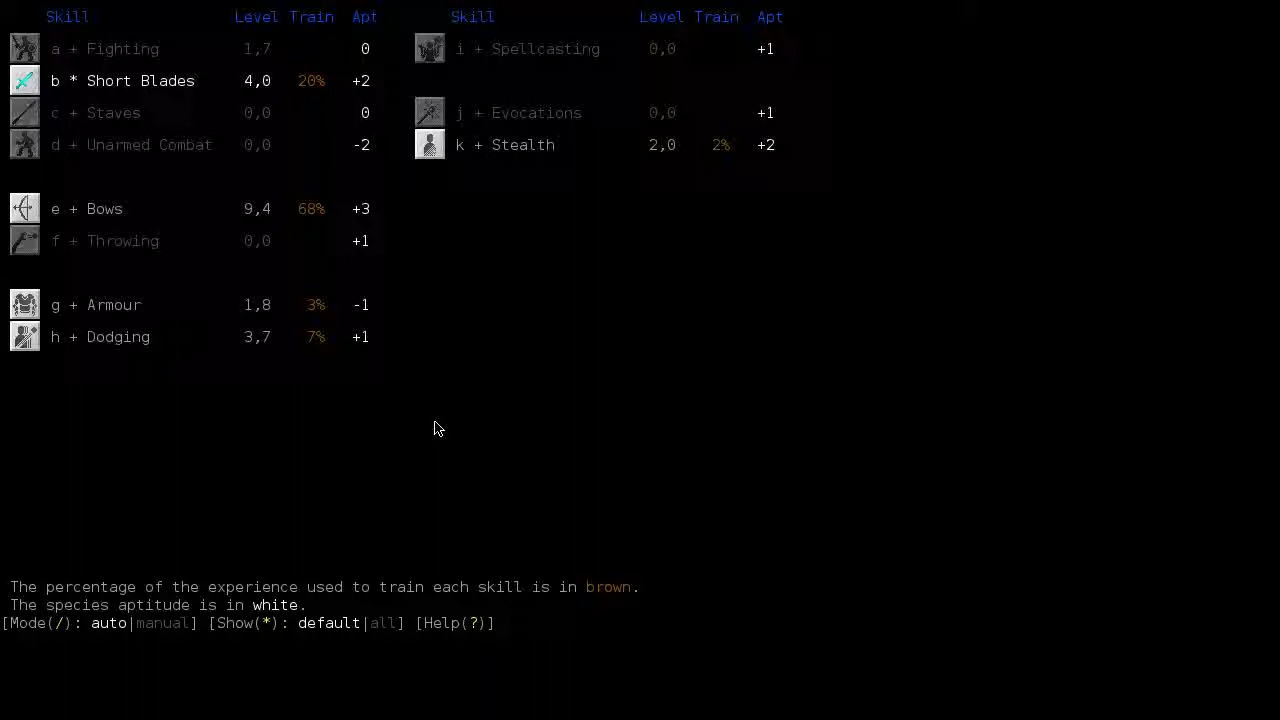 Skill Level Train Apt Skill Level Train Apt
a + Fighting 1,7 0 i + Spellcasting 0,0 +1
b * Short Blades 4,0 20% +2
c + Staves 0,0 0 j + Evocations 0,0 +1
d + Unarmed Combat 0,0 -2 k + Stealth 2,0 2% +2
e + Bows 9,4 68% +3
f + Throwing 0,0 +1
g + Armour 1,8 3% -1
h + Dodging 3,7 7% +1
The percentage of the experience used to train each skill is in brown.
The species aptitude is in white.
[Mode(/): auto|manual] [Show(*): default|all] [Help(?)]